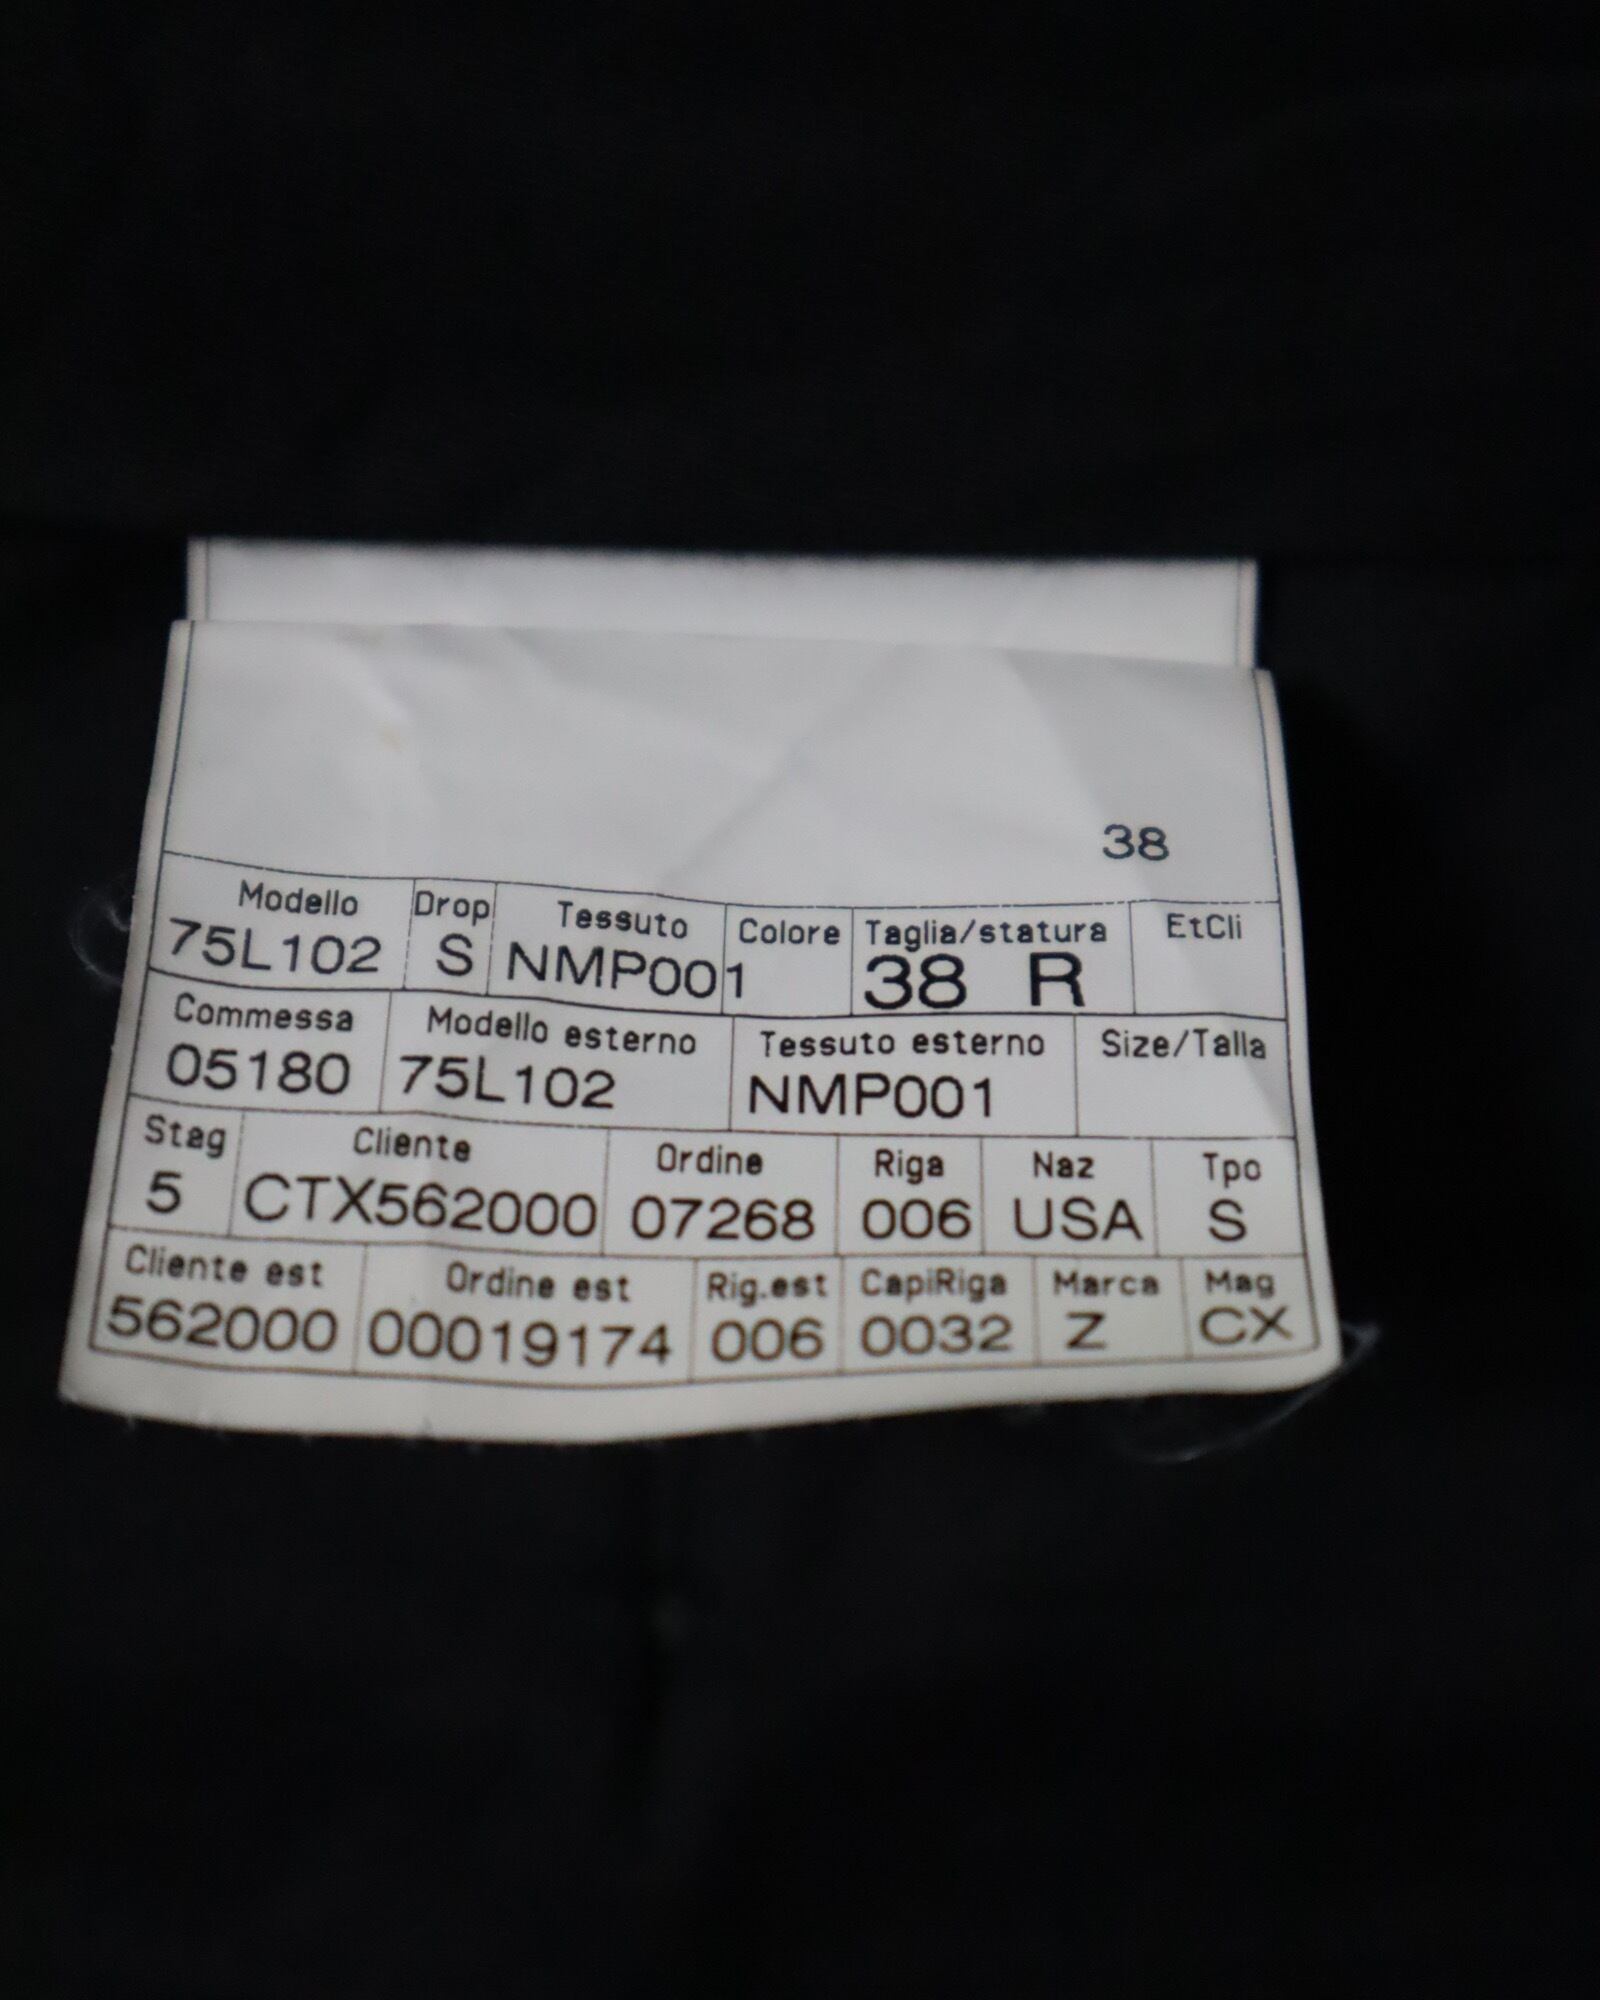 38
Modello Drop Tessuto Colore Taglia/statura EtCli
75L102 S NMP001 38 R
Commessa Modello esterno Tessuto esterno Size/Talla
05180 75L102 NMP001
Stag Cliente Ordine Riga Naz Tpo
5 CTX562000 07268 006 USA S
Cliente est Ordine est Rig.est CapiRiga Marca Mag
562000 00019174 006 0032 Z CX